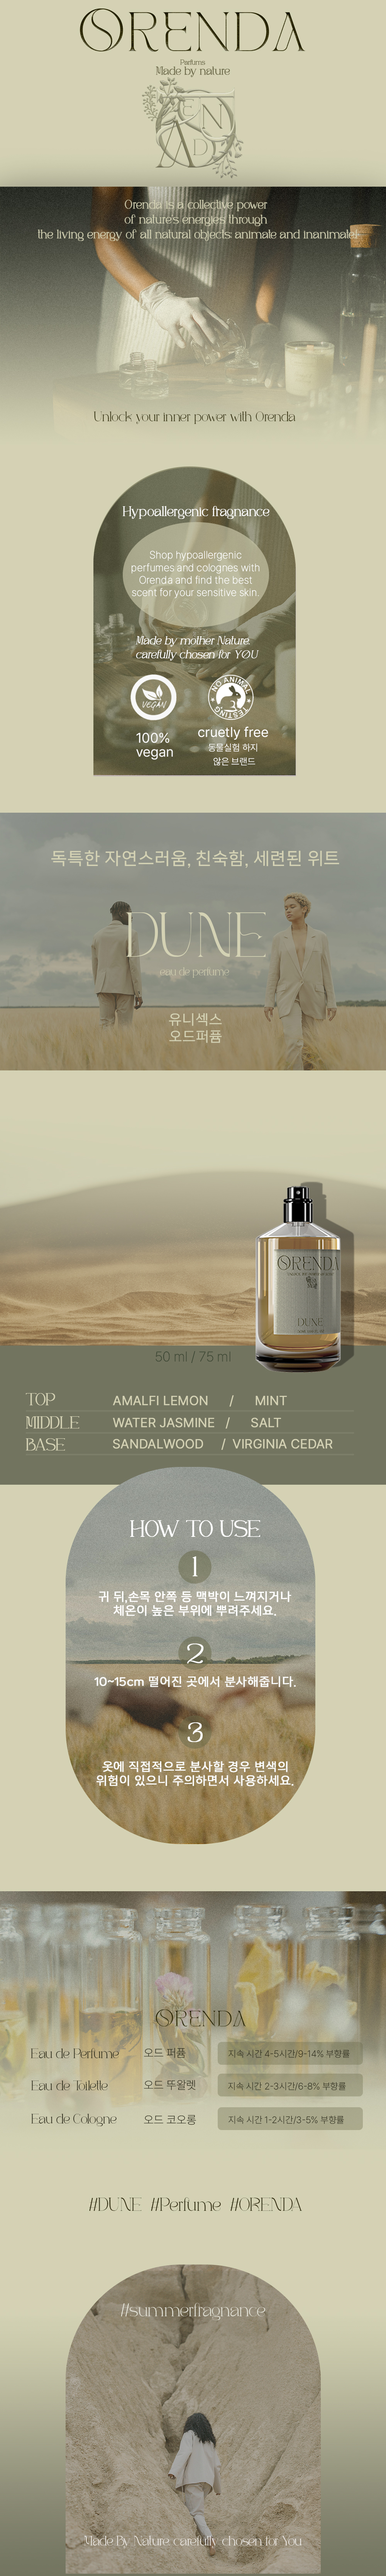 ORENDA
Parfums
Made by nature
Orenda is a collective power
of nature's energies through
the living energy of all natural objects: animate and inanimate.
Unlock your inner power with Orenda
Hypoallergenic fragnance
Shop hypoallergenic
perfumes and colognes with
Orenda and find the best
scent for your sensitive skin.
Made by mother Nature.
carefully chosen for YOU
VEGAN
NO ANIMAL TESTING
100%
vegan
cruetly free
동물실험 하지
않은 브랜드
독특한 자연스러움, 친숙함, 세련된 위트
DUNE
eau de perfume
유니섹스
오드퍼퓸
ORENDA
DUNE
50 ml / 75 ml
TOP AMALFI LEMON / MINT
MIDDLE WATER JASMINE / SALT
BASE SANDALWOOD / VIRGINIA CEDAR
HOW TO USE
1
귀 뒤,손목 안쪽 등 맥박이 느껴지거나
체온이 높은 부위에 뿌려주세요.
2
10~15cm 떨어진 곳에서 분사해줍니다.
3
옷에 직접적으로 분사할 경우 변색의
위험이 있으니 주의하면서 사용하세요.
ORENDA
Eau de Perfume 오드 퍼퓸 지속 시간 4-5시간/9-14% 부향률
Eau de Toilette 오드 뚜왈렛 지속 시간 2-3시간/6-8% 부향률
Eau de Cologne 오드 코오롱 지속 시간 1-2시간/3-5% 부향률
#DUNE #Perfume #ORENDA
#summerfragnance
Made By Nature: carefully chosen for You